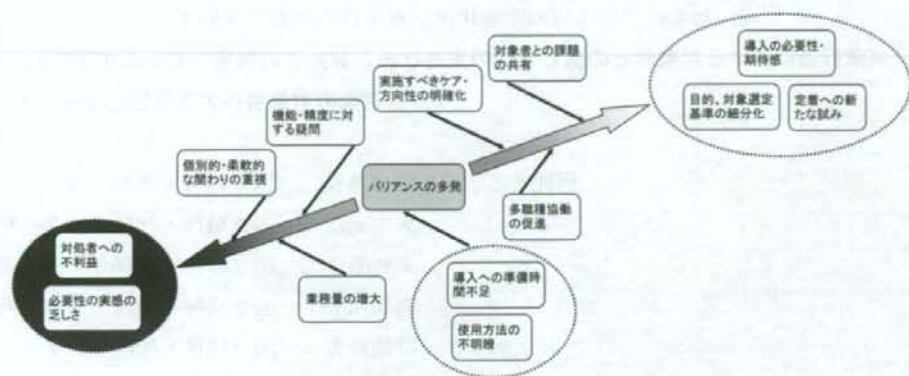 導入の必要性・
期待感
目的、対象選定
基準の細分化
定着への新
たな試み
対象者との課題
の共有
実施すべきケア・
方向性の明確化
機能・精度に対
する疑問
個別的・柔軟的
な関わりの重視
バリアンスの多発
多職種協働
の促進
対処者への
不利益
必要性の実感の
乏しさ
業務量の増大
導入への準備時
間不足
使用方法の
不明瞭